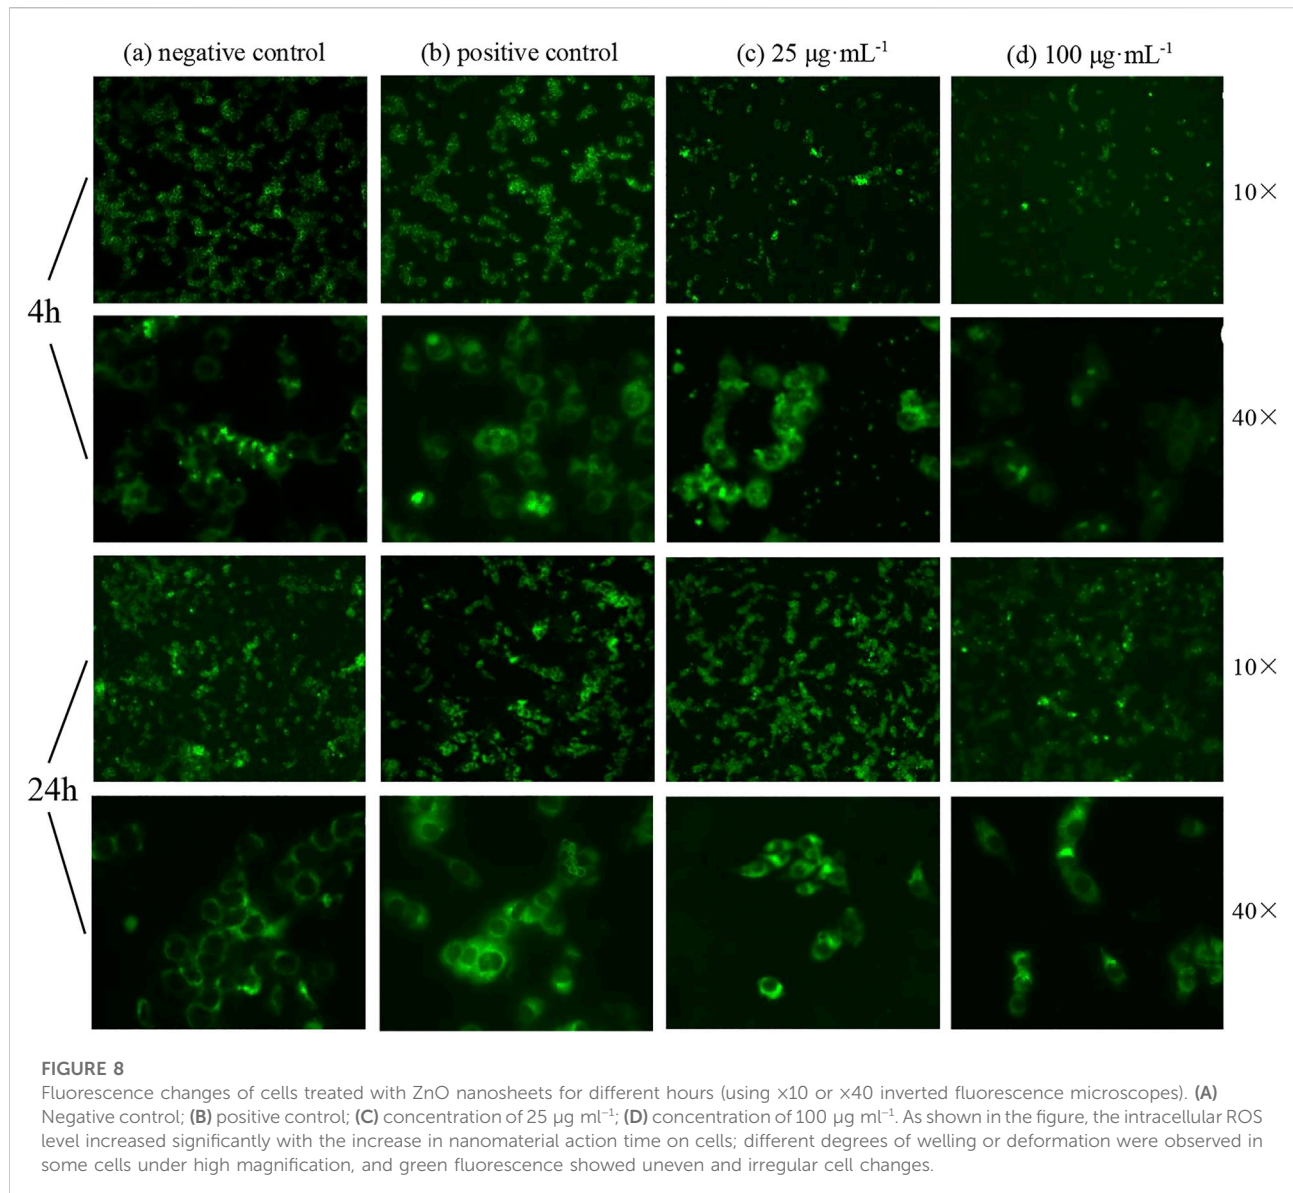 (a) negative control
(b) positive control
(c) 25 μg·mL⁻¹
(d) 100 μg·mL⁻¹
10×
4h
40×
10×
24h
40×
FIGURE 8
Fluorescence changes of cells treated with ZnO nanosheets for different hours (using ×10 or ×40 inverted fluorescence microscopes). (A)
Negative control; (B) positive control; (C) concentration of 25 μg ml⁻¹; (D) concentration of 100 μg ml⁻¹. As shown in the figure, the intracellular ROS
level increased significantly with the increase in nanomaterial action time on cells; different degrees of welling or deformation were observed in
some cells under high magnification, and green fluorescence showed uneven and irregular cell changes.